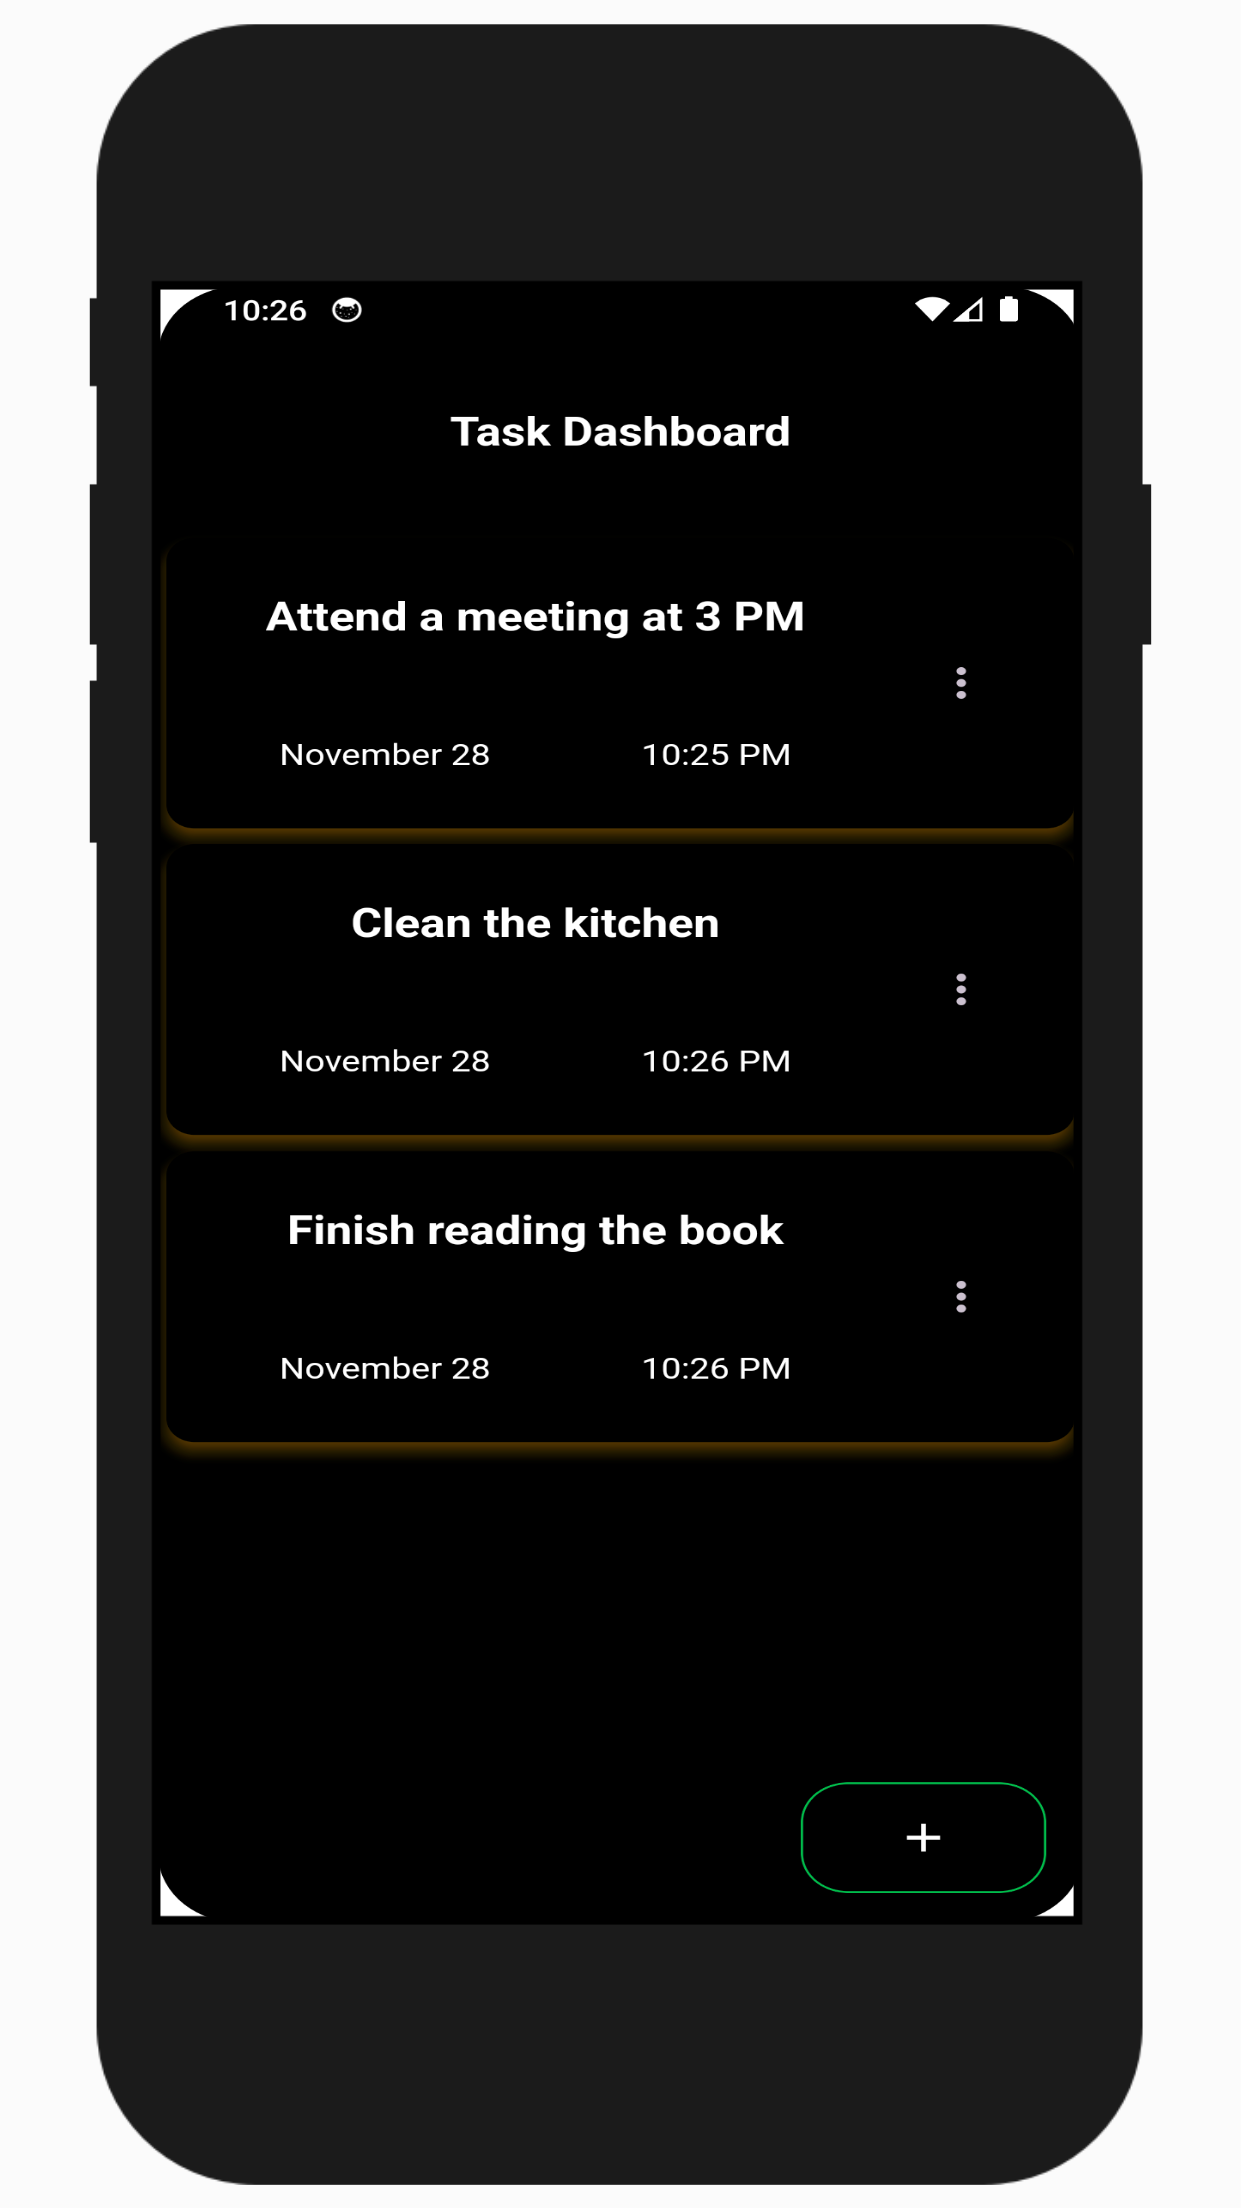 10:26
Task Dashboard
Attend a meeting at 3 PM
November 28 10:25 PM
Clean the kitchen
November 28 10:26 PM
Finish reading the book
November 28 10:26 PM
+